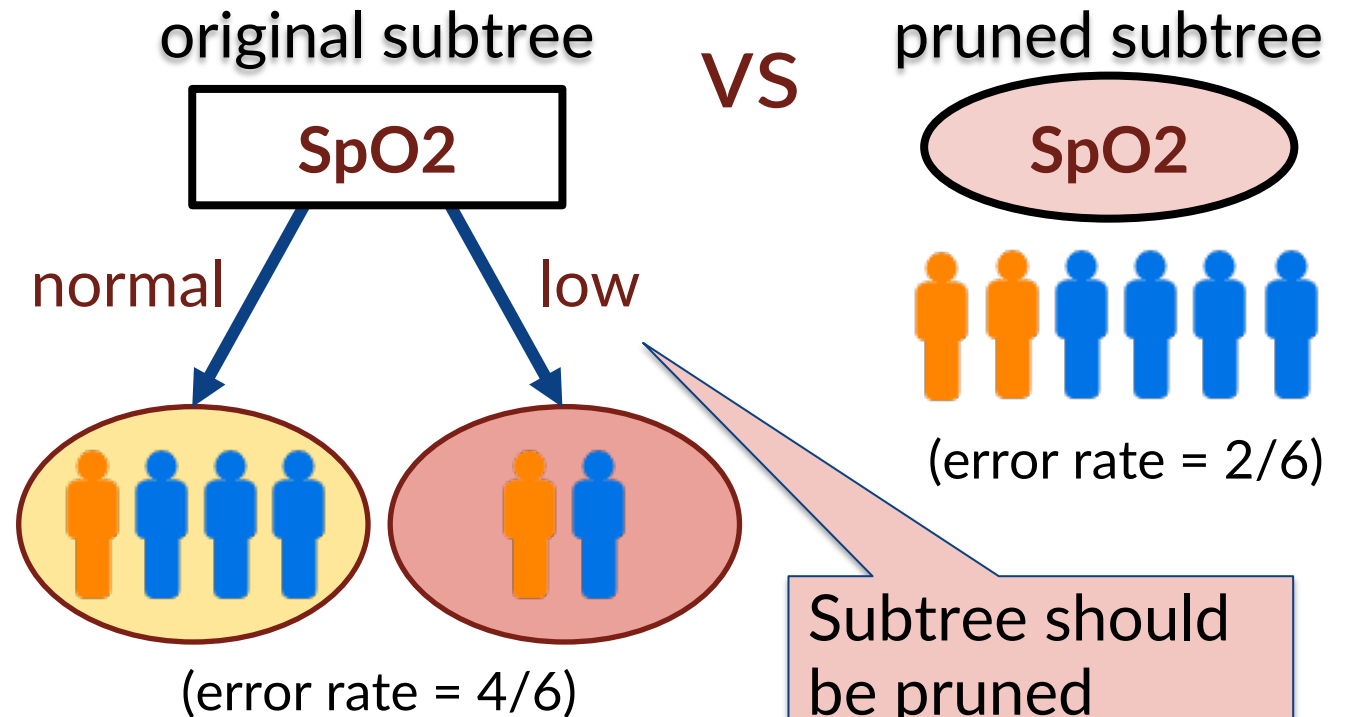 original subtree
vs
pruned subtree
SpO2
SpO2
normal
low
(error rate = 2/6)
(error rate = 4/6)
Subtree should
be pruned